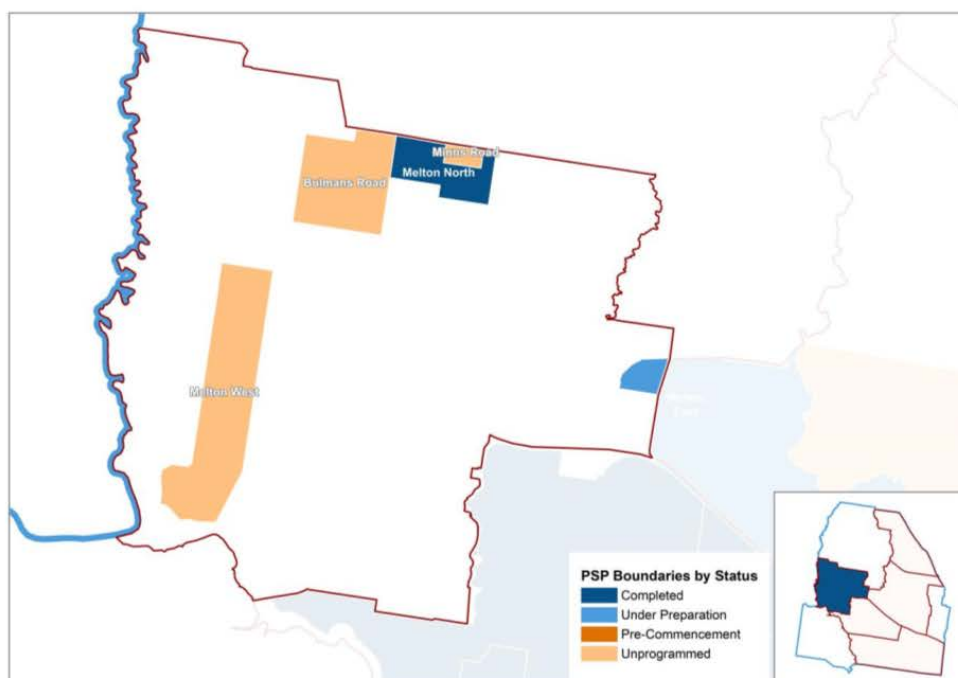 Minns Road
Melton North
Bulmans Road
Melton West
PSP Boundaries by Status
Completed
Under Preparation
Pre-Commencement
Unprogrammed